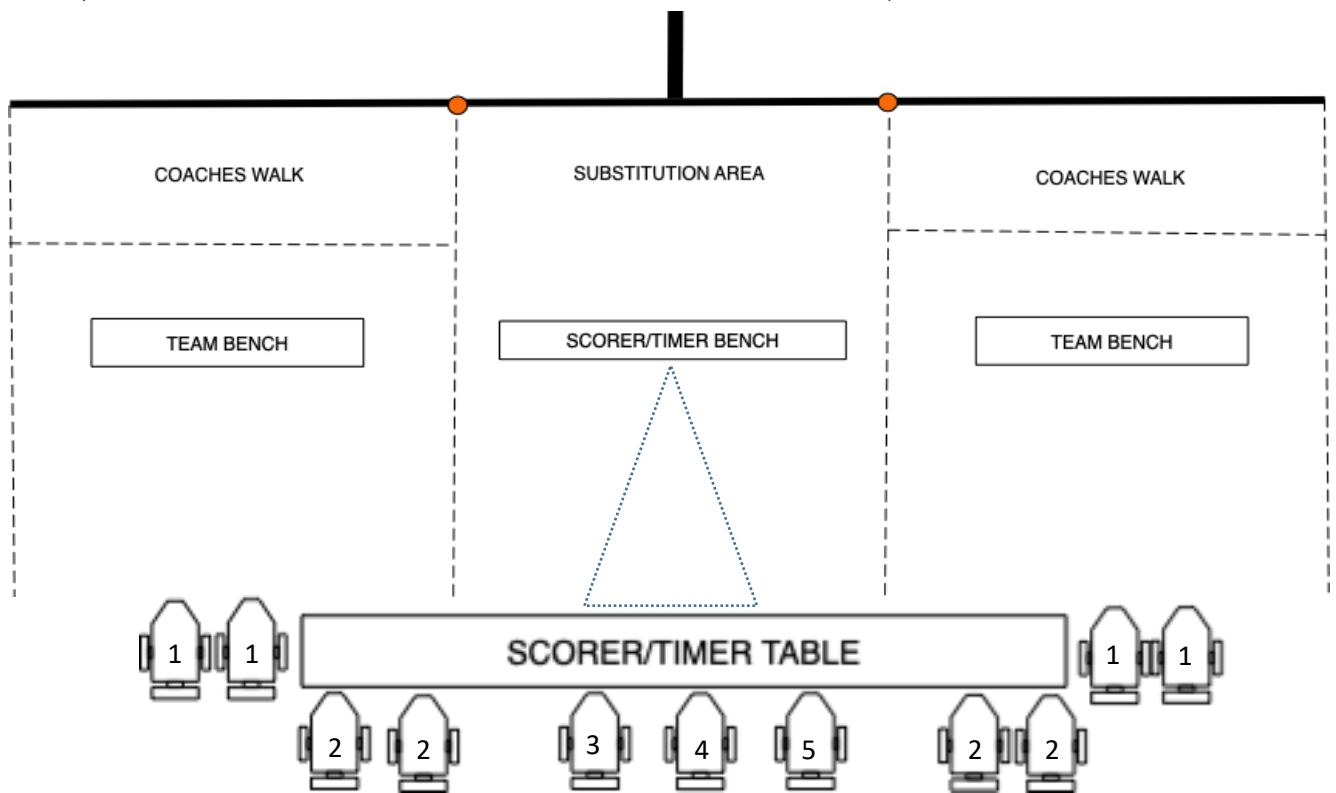 COACHES WALK
SUBSTITUTION AREA
COACHES WALK
TEAM BENCH
SCORER/TIMER BENCH
TEAM BENCH
SCORER/TIMER TABLE
1 1 1 1
2 2 3 4 5 2 2